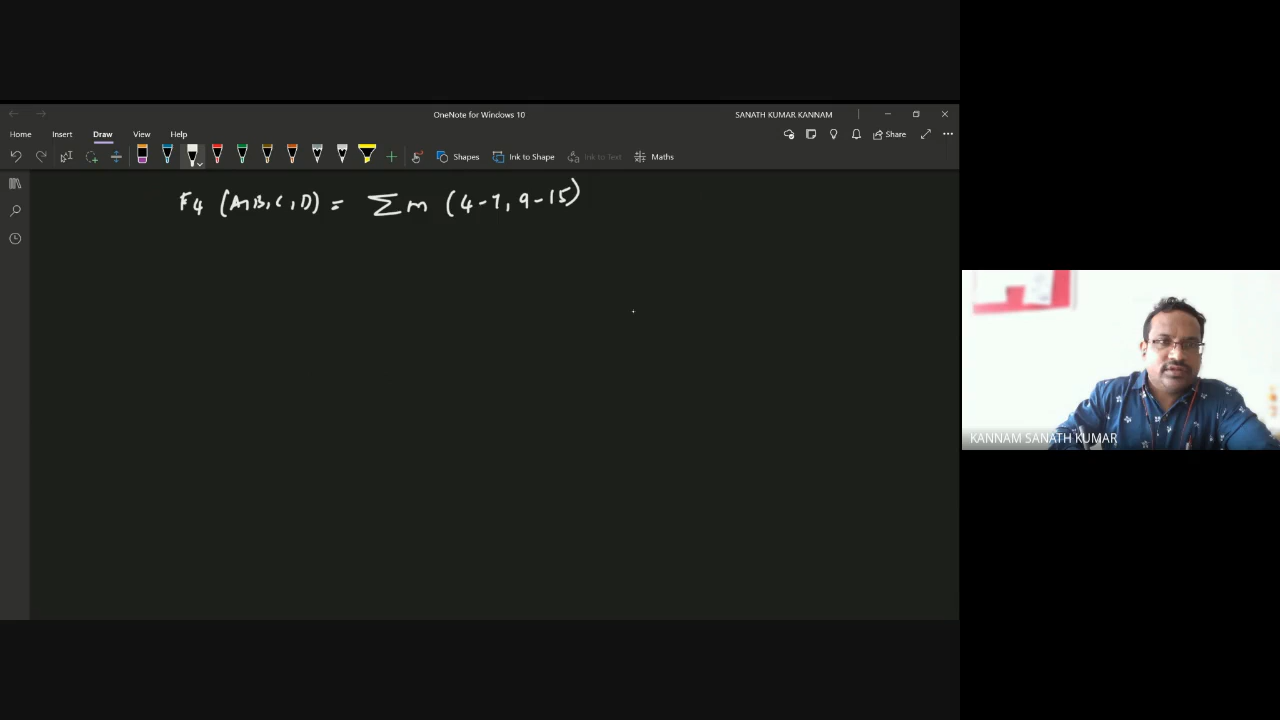 OneNote for Windows 10
SANATH KUMAR KANNAM
Home Insert Draw View Help
Share
Shapes Ink to Shape Ink to Text Maths
F4 (A,B,C,D) = Σm (4-7, 9-15)
KANNAM SANATH KUMAR